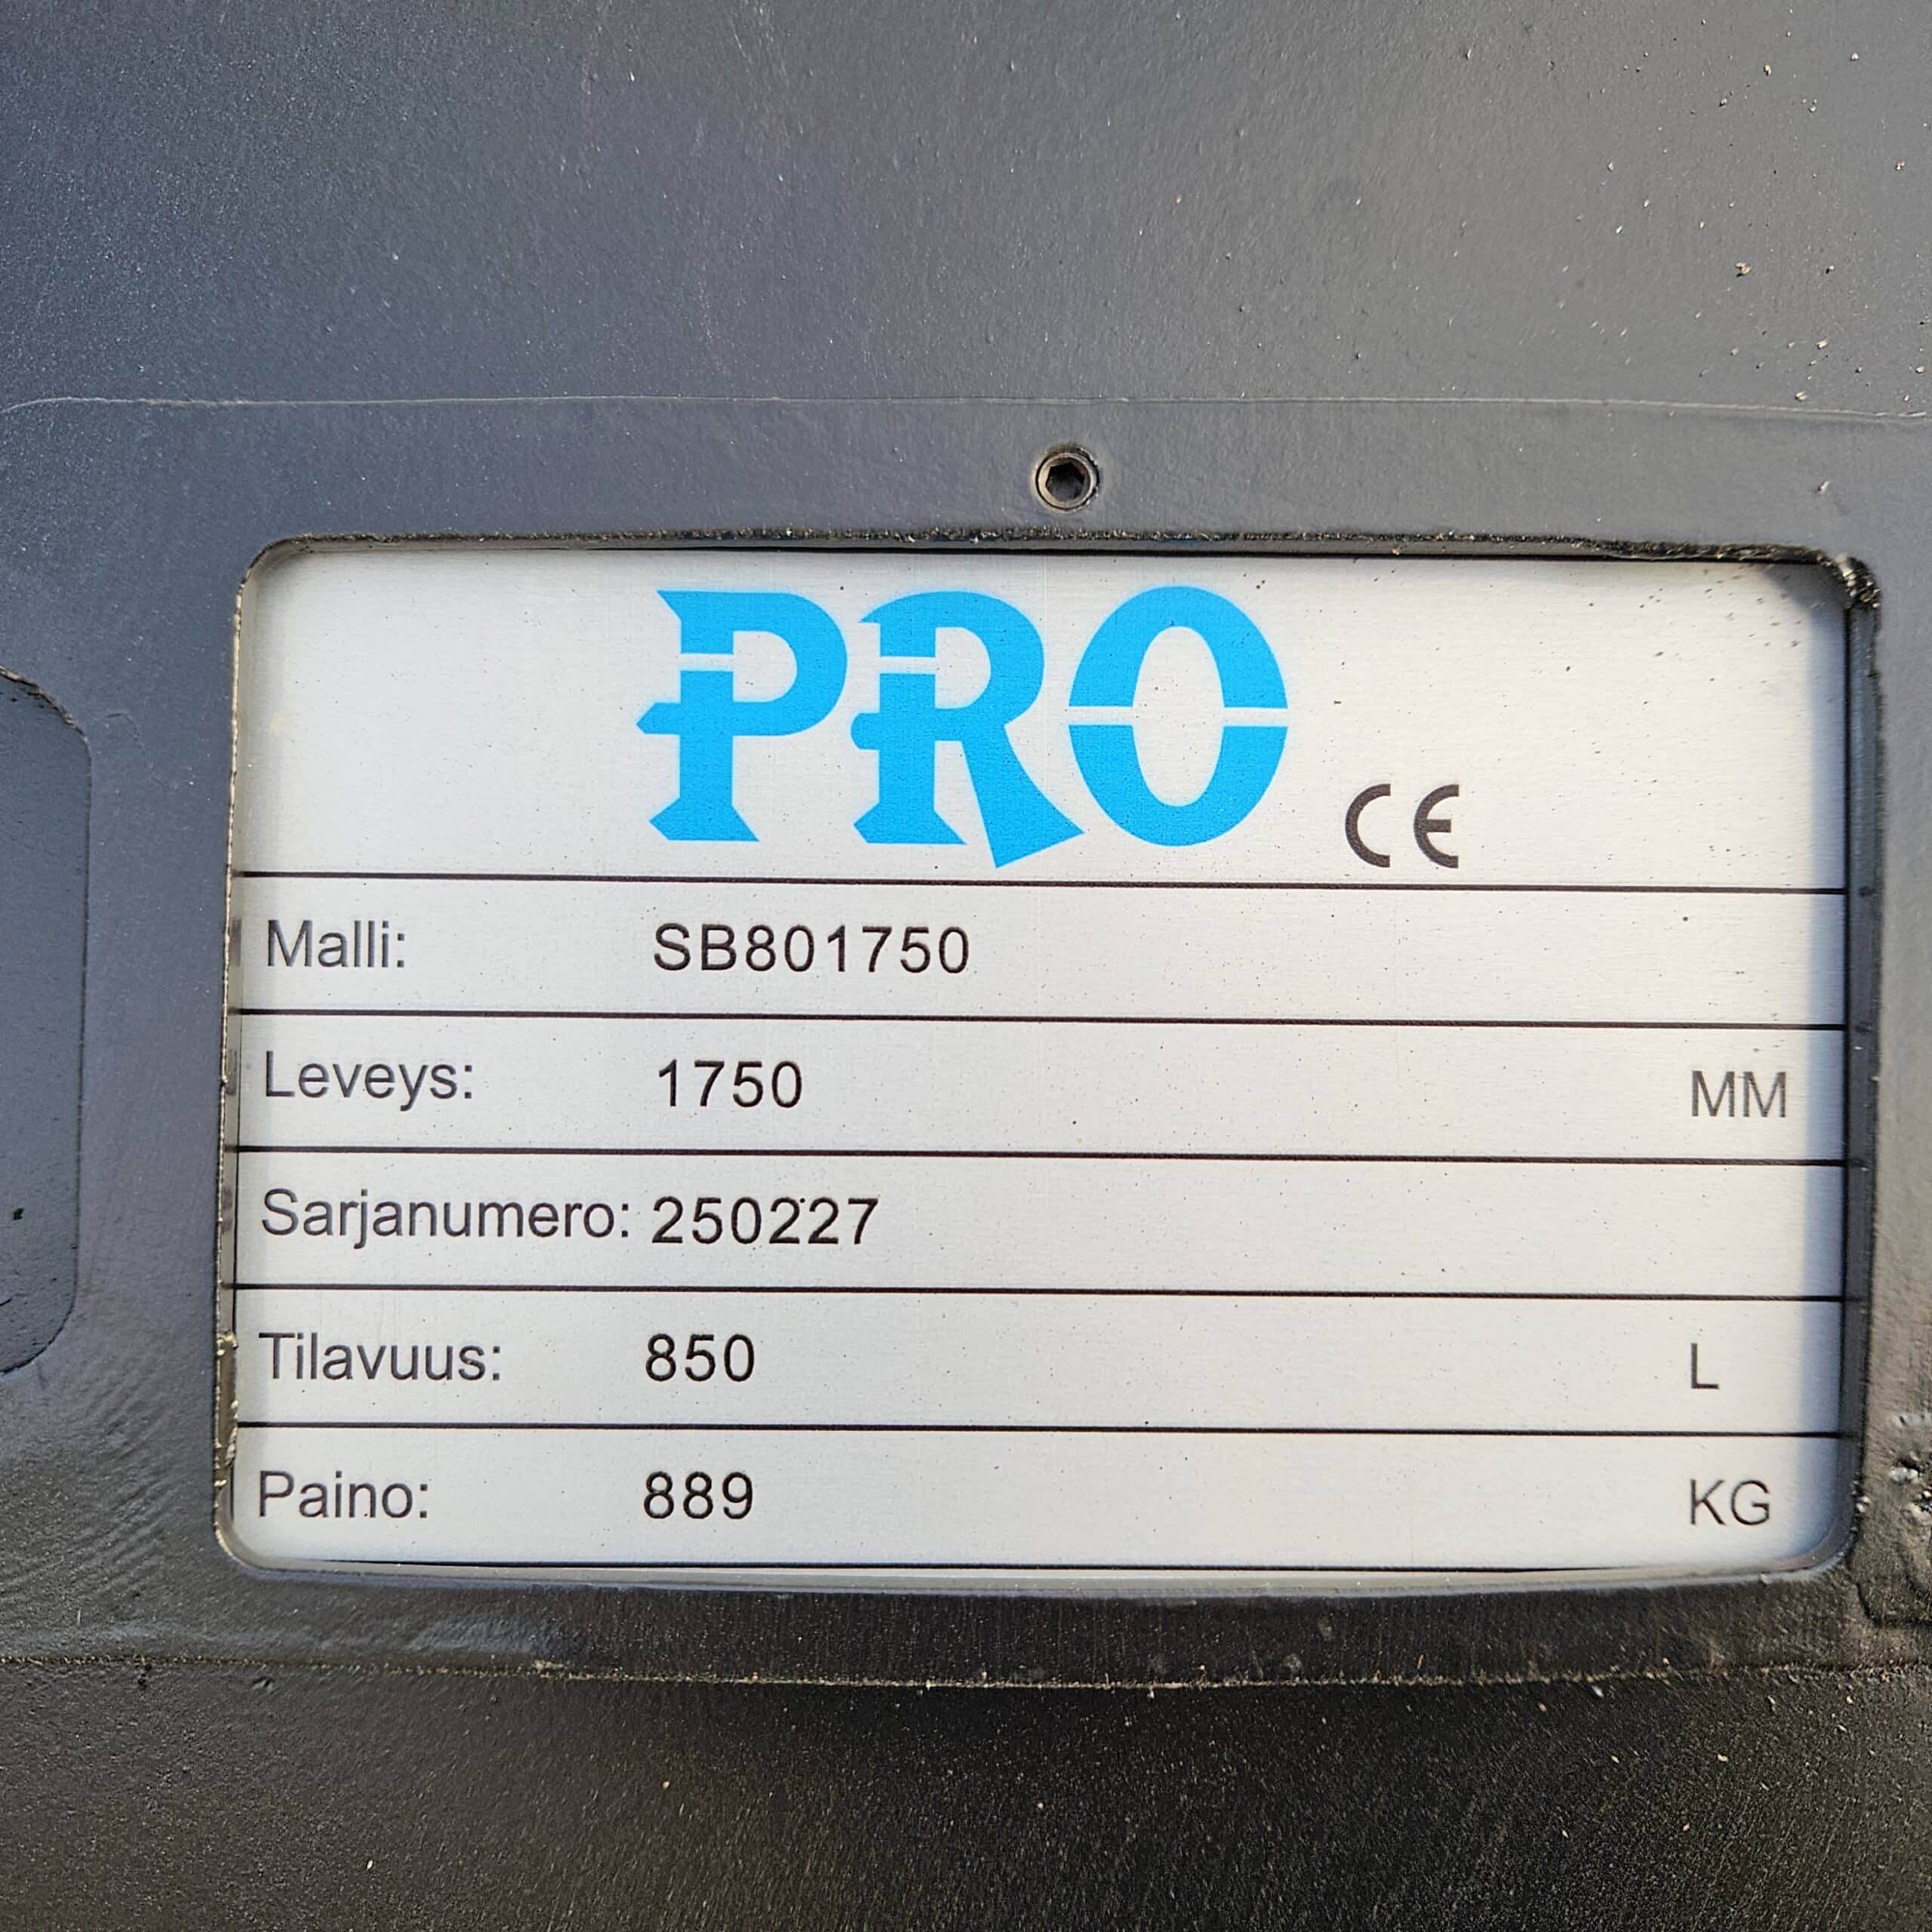 PRO CE
Malli: SB801750
Leveys: 1750 MM
Sarjanumero: 250227
Tilavuus: 850 L
Paino: 889 KG